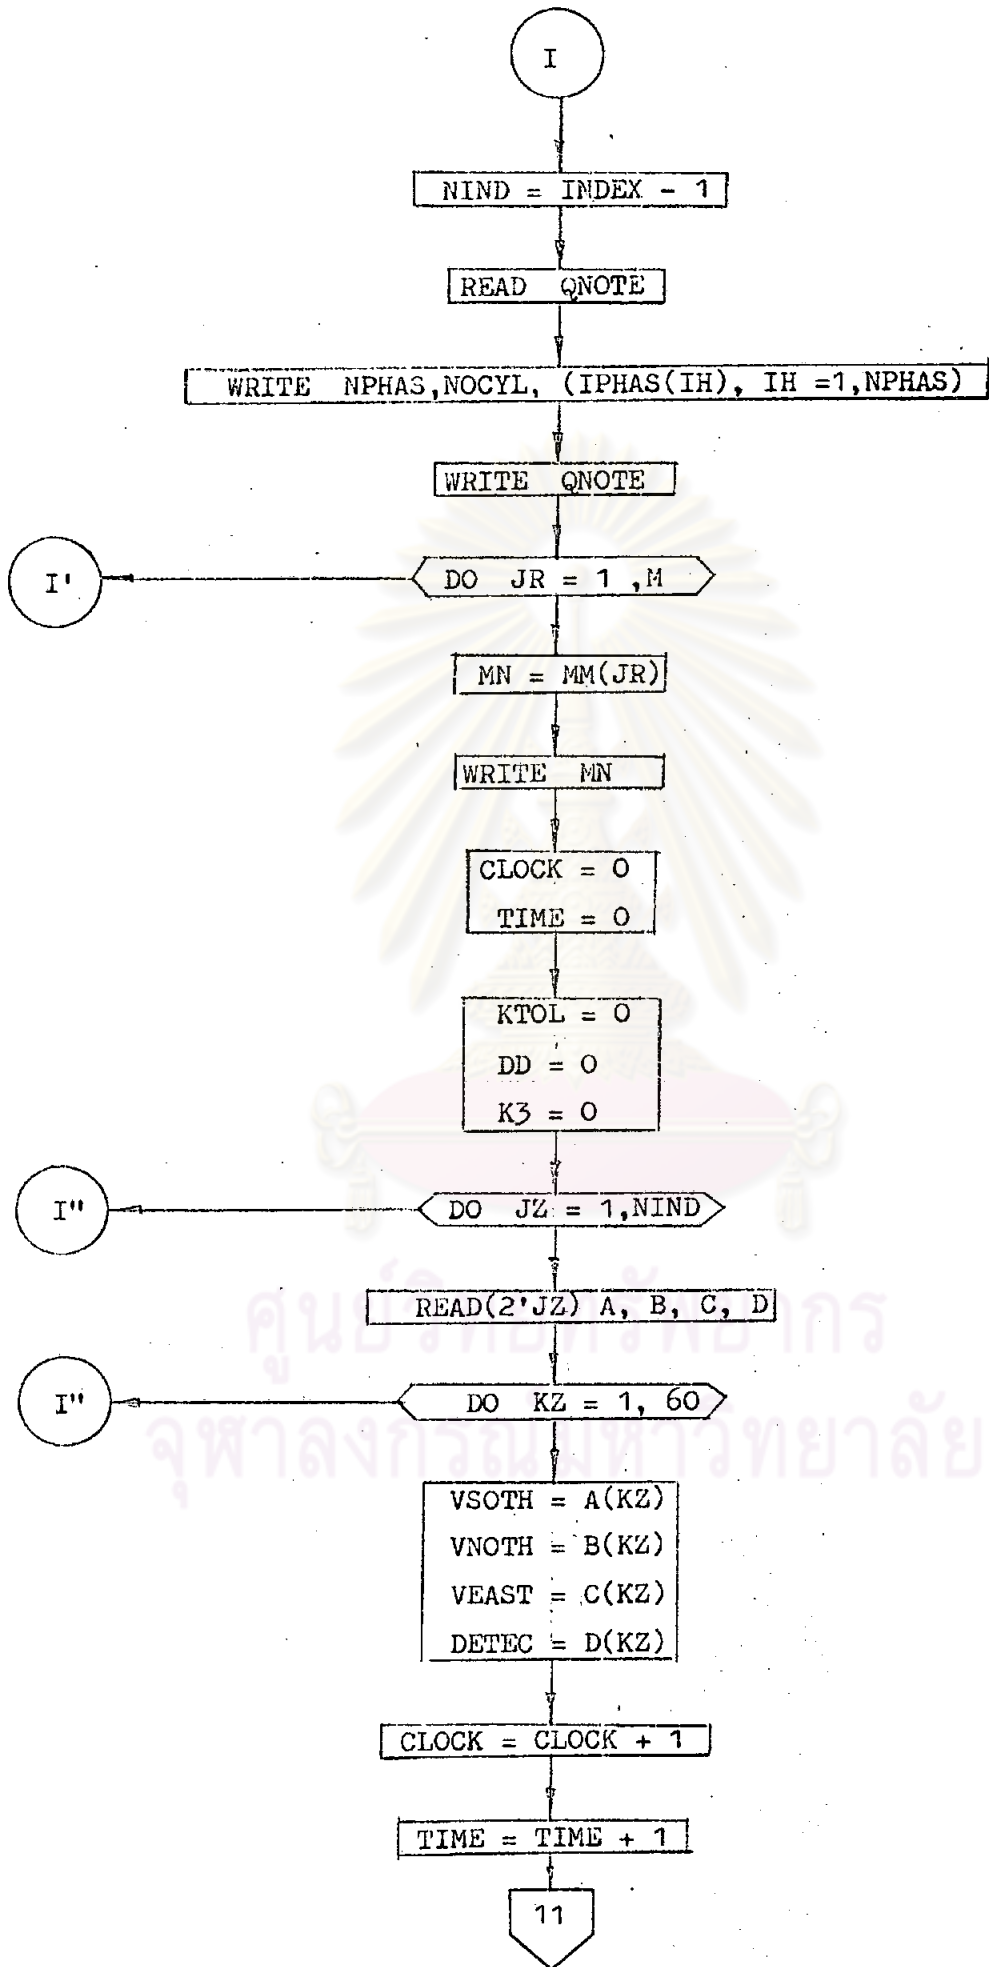 I
NIND = INDEX - 1
READ QNOTE
WRITE NPHAS,NOCYL, (IPHAS(IH), IH =1,NPHAS)
WRITE QNOTE
I'
DO JR = 1 ,M
MN = MM(JR)
WRITE MN
CLOCK = 0
TIME = 0
KTOL = 0
DD = 0
K3 = 0
I"
DO JZ = 1,NIND
READ(2'JZ) A, B, C, D
ศูนย์วิทยทรัพยากร
I"
DO KZ = 1, 60
จุฬาลงกรณ์มหาวิทยาลัย
VSOTH = A(KZ)
VNOTH = B(KZ)
VEAST = C(KZ)
DETEC = D(KZ)
CLOCK = CLOCK + 1
TIME = TIME + 1
11